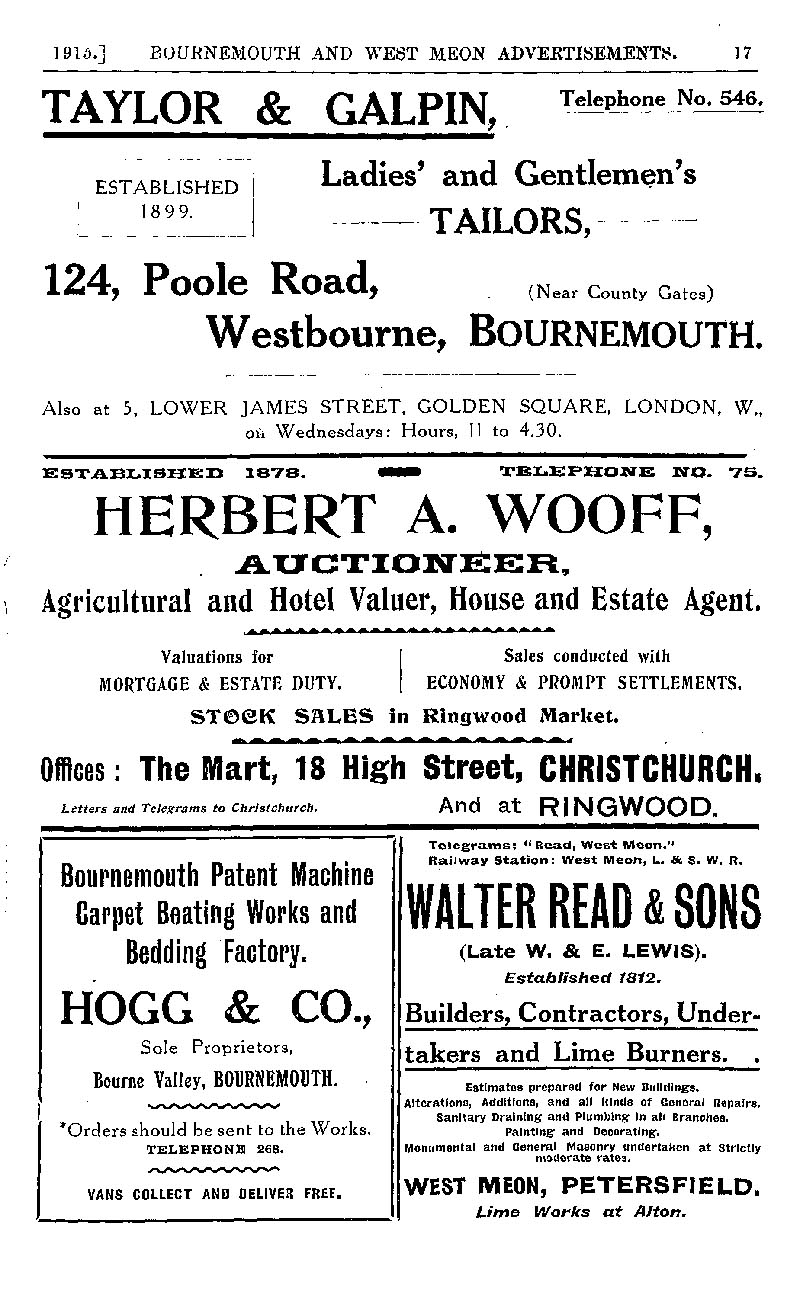 1915.] BOURNEMOUTH AND WEST MEON ADVERTISEMENTS. 17
TAYLOR & GALPIN,
Telephone No. 546.
ESTABLISHED
1899.
Ladies' and Gentlemen's
TAILORS,
124, Poole Road,
(Near County Gates)
Westbourne, BOURNEMOUTH.
Also at 5, LOWER JAMES STREET, GOLDEN SQUARE, LONDON, W.,
on Wednesdays: Hours, 11 to 4.30.
ESTABLISHED 1878. TELEPHONE NO. 75.
HERBERT A. WOOFF,
AUCTIONEER,
Agricultural and Hotel Valuer, House and Estate Agent.
Valuations for
MORTGAGE & ESTATE DUTY.
Sales conducted with
ECONOMY & PROMPT SETTLEMENTS.
STOCK SALES in Ringwood Market.
Offices : The Mart, 18 High Street, CHRISTCHURCH.
Letters and Telegrams to Christchurch.
And at RINGWOOD.
Bournemouth Patent Machine
Carpet Beating Works and
Bedding Factory.
HOGG & CO.,
Sole Proprietors,
Bourne Valley, BOURNEMOUTH.
*Orders should be sent to the Works.
TELEPHONE 268.
VANS COLLECT AND DELIVER FREE.
Telegrams: "Read, West Meon."
Railway Station: West Meon, L. & S. W. R.
WALTER READ & SONS
(Late W. & E. LEWIS).
Established 1812.
Builders, Contractors, Under-
takers and Lime Burners. .
Estimates prepared for New Buildings.
Alterations, Additions, and all kinds of General Repairs.
Sanitary Draining and Plumbing in all Branches.
Painting and Decorating.
Monumental and General Masonry undertaken at Strictly
moderate rates.
WEST MEON, PETERSFIELD.
Lime Works at Alton.